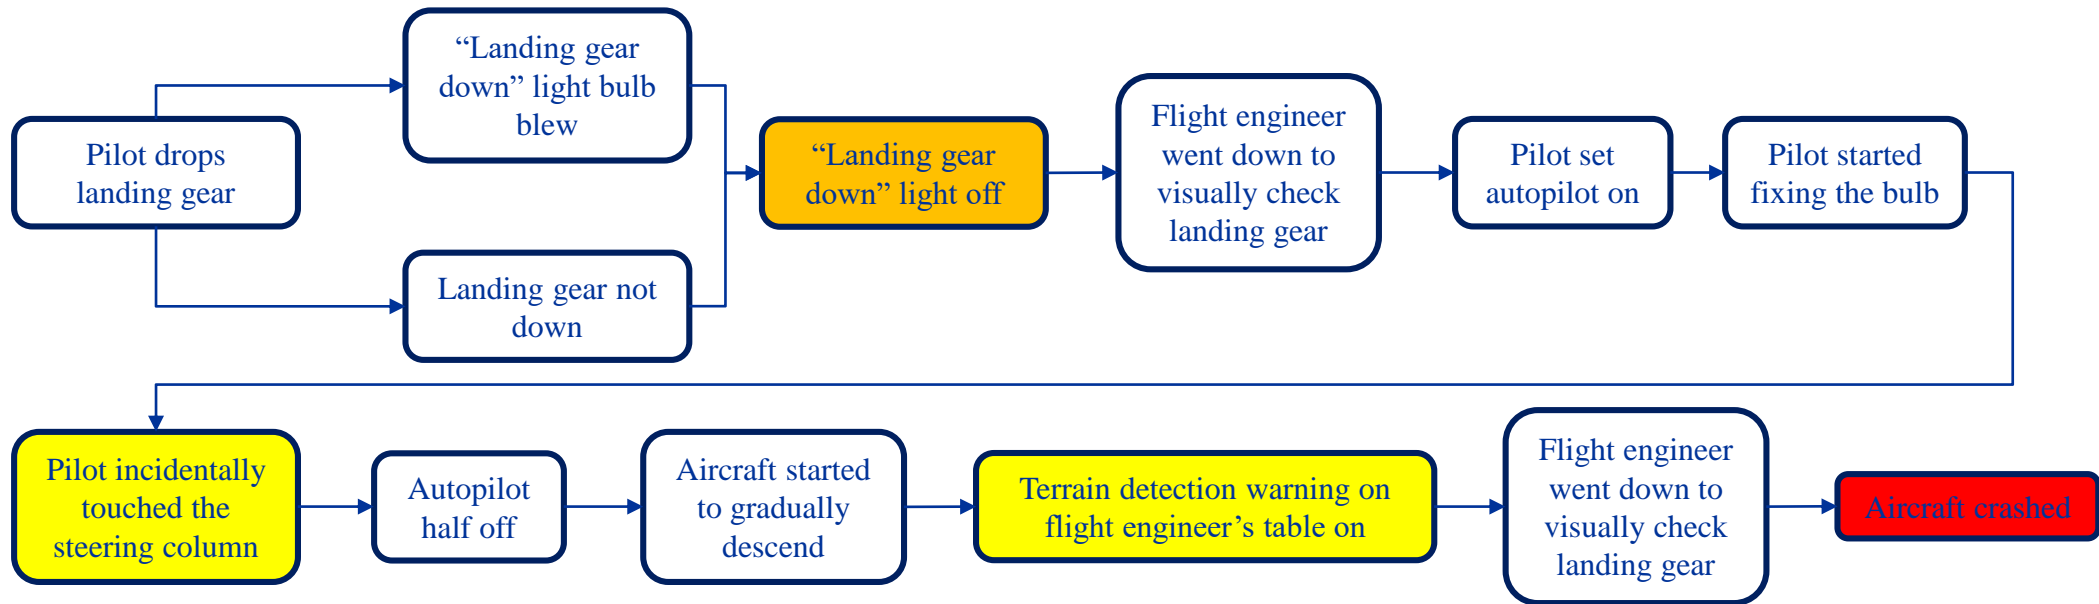 “Landing gear
down” light bulb
blew
Pilot drops
landing gear
Landing gear not
down
“Landing gear
down” light off
Flight engineer
went down to
visually check
landing gear
Pilot set
autopilot on
Pilot started
fixing the bulb
Pilot incidentally
touched the
steering column
Autopilot
half off
Aircraft started
to gradually
descend
Terrain detection warning on
flight engineer’s table on
Flight engineer
went down to
visually check
landing gear
Aircraft crashed